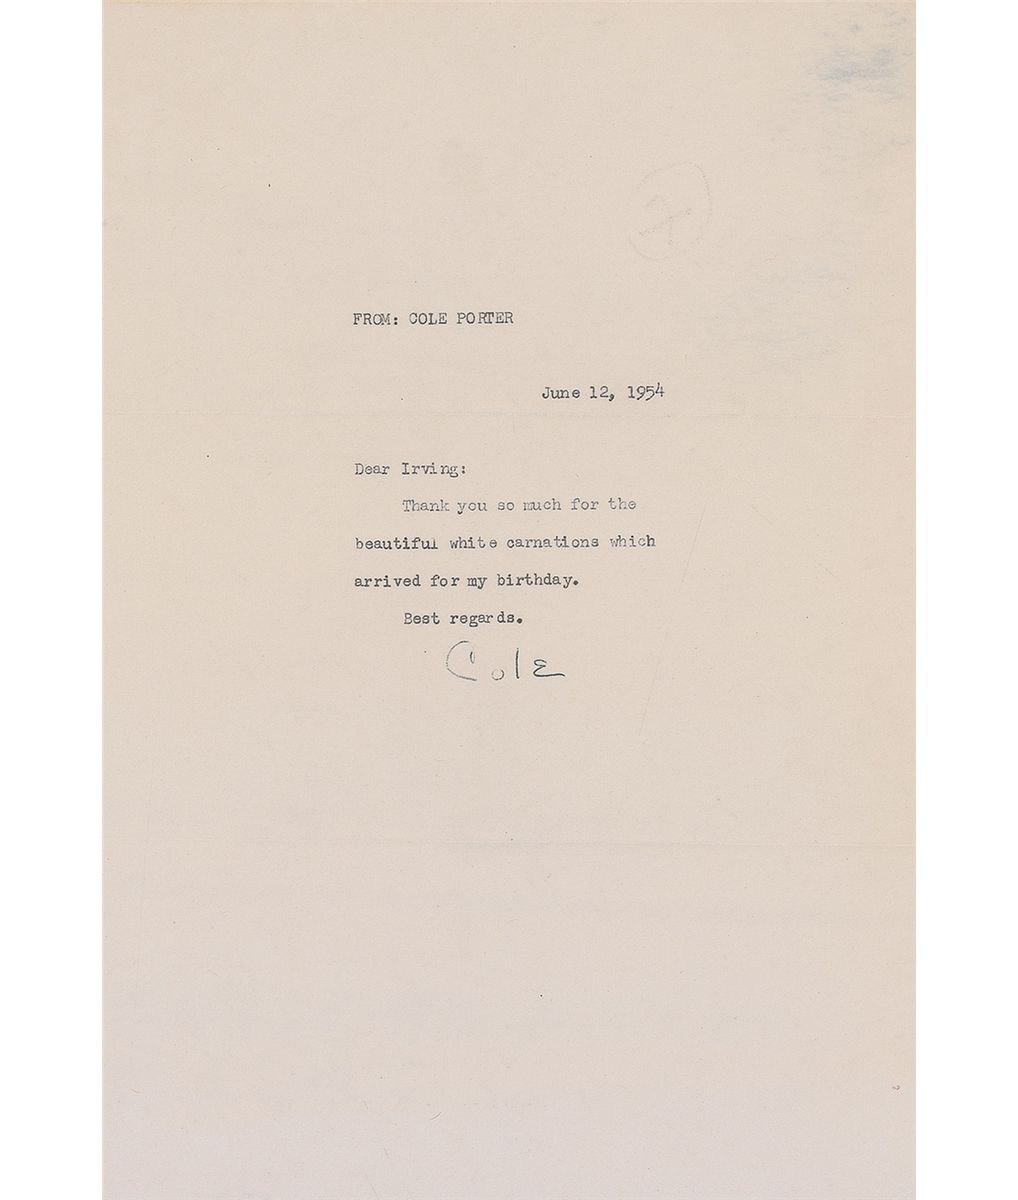 FROM: COLE PORTER
June 12, 1954
Dear Irving:
Thank you so much for the
beautiful white carnations which
arrived for my birthday.
Best regards.
Cole